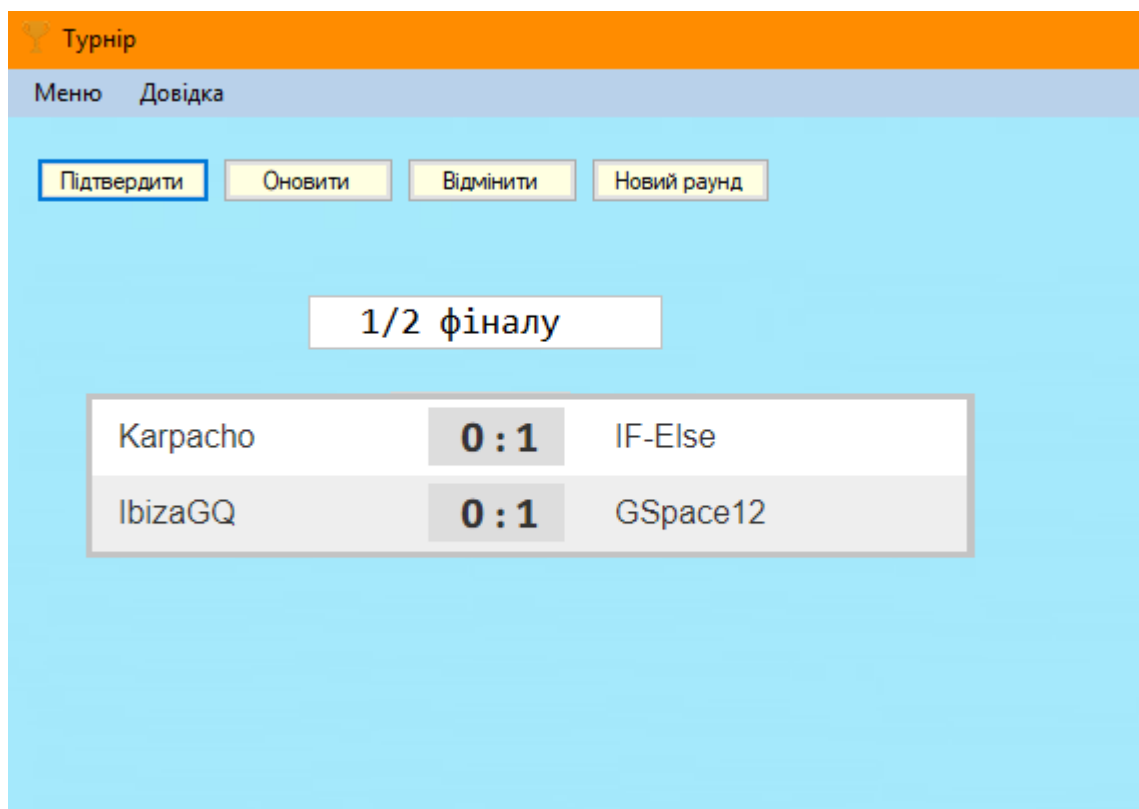 Турнір
Меню Довідка
Підтвердити Оновити Відмінити Новий раунд
1/2 фіналу
Karpacho 0 : 1 IF-Else
IbizaGQ 0 : 1 GSpace12